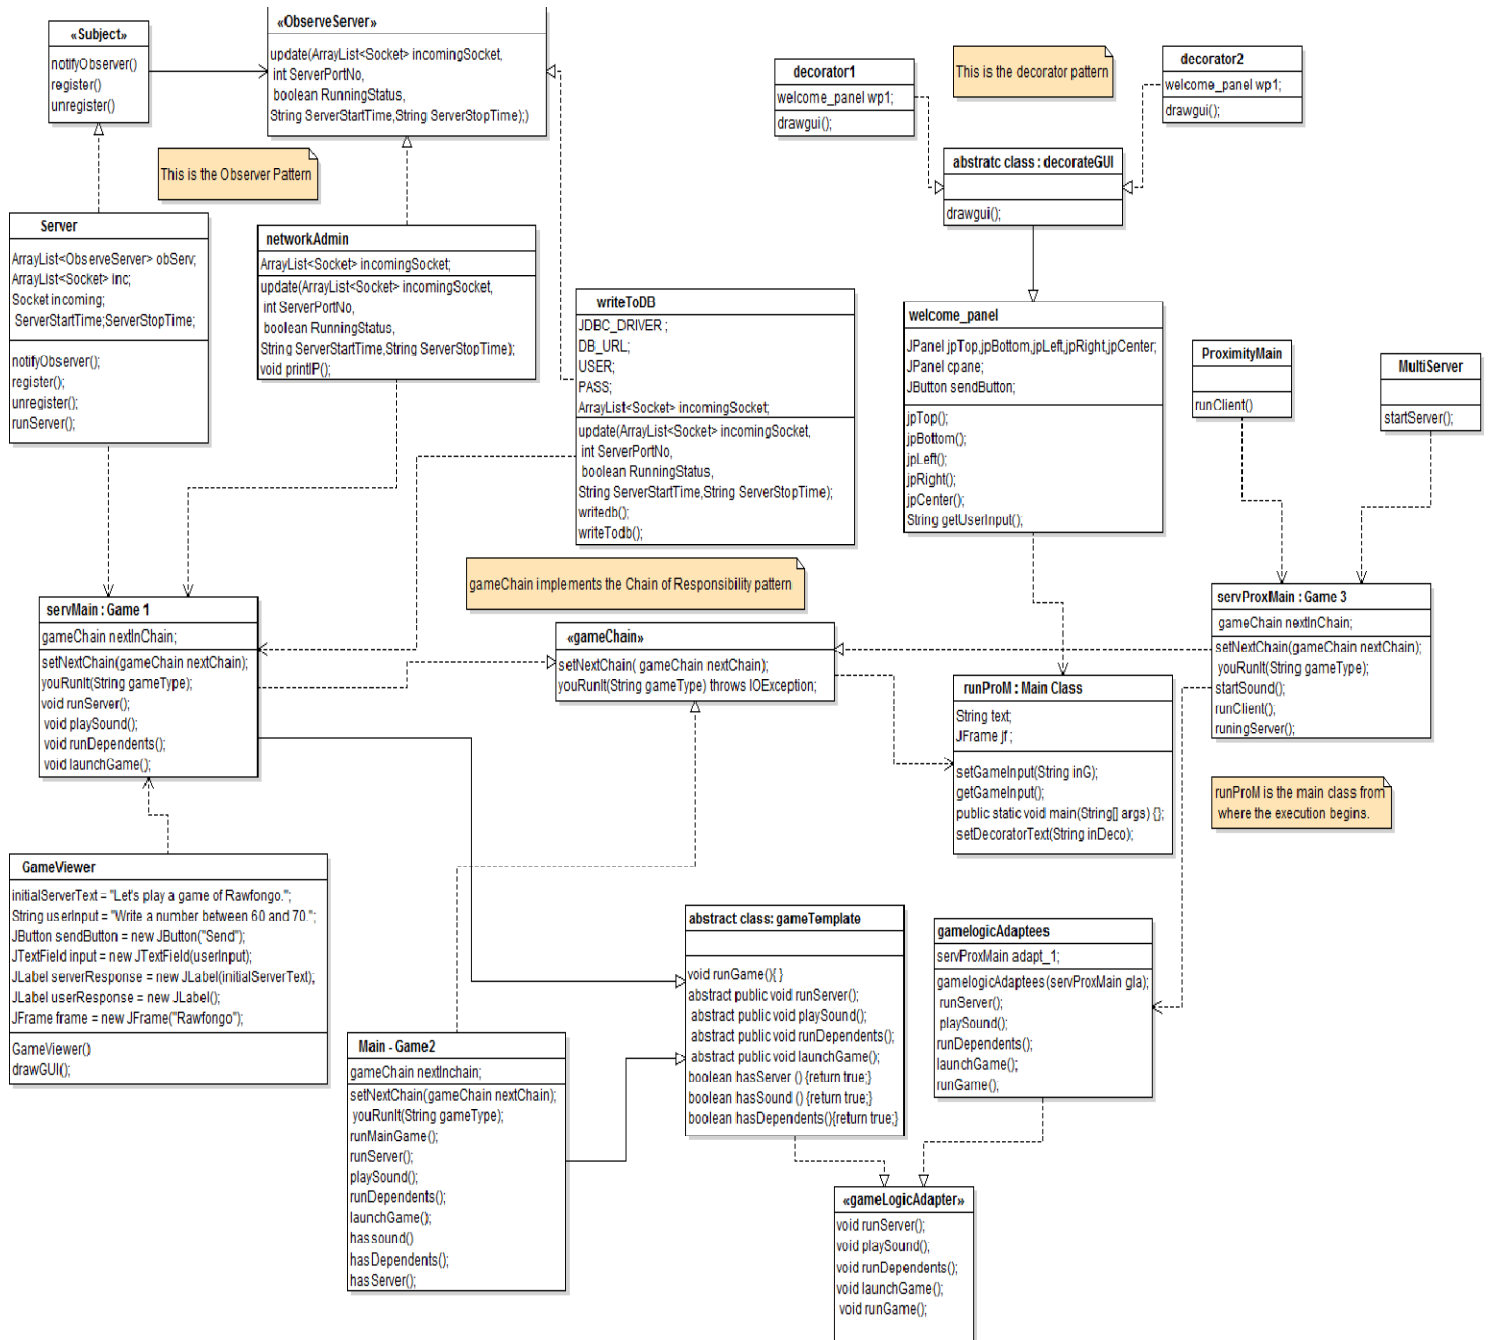 «Subject»
notifyObserver()
register()
unregister()
«ObserveServer»
update(ArrayList<Socket> incomingSocket,
int ServerPortNo,
boolean RunningStatus,
String ServerStartTime,String ServerStopTime);)
This is the Observer Pattern
Server
ArrayList<ObserveServer> obServ;
ArrayList<Socket> inc;
Socket incoming;
ServerStartTime;ServerStopTime;
notifyObserver();
register();
unregister();
runServer();
networkAdmin
ArrayList<Socket> incomingSocket;
update(ArrayList<Socket> incomingSocket,
int ServerPortNo,
boolean RunningStatus,
String ServerStartTime,String ServerStopTime);
void printIP();
writeToDB
JDBC_DRIVER ;
DB_URL;
USER;
PASS;
ArrayList<Socket> incomingSocket;
update(ArrayList<Socket> incomingSocket,
int ServerPortNo,
boolean RunningStatus,
String ServerStartTime,String ServerStopTime);
writedb();
writeTodb();
decorator1
welcome_panel wp1;
drawgui();
This is the decorator pattern
decorator2
welcome_panel wp1;
drawgui();
abstratc class : decorateGUI
drawgui();
welcome_panel
JPanel jpTop,jpBottom,jpLeft,jpRight,jpCenter;
JPanel cpane;
JButton sendButton;
jpTop();
jpBottom();
jpLeft();
jpRight();
jpCenter();
String getUserInput();
ProximityMain
runClient()
MultiServer
startServer();
gameChain implements the Chain of Responsibility pattern
servMain : Game 1
gameChain nextInChain;
setNextChain(gameChain nextChain);
youRunIt(String gameType);
void runServer();
void playSound();
void runDependents();
void launchGame();
«gameChain»
setNextChain( gameChain nextChain);
youRunIt(String gameType) throws IOException;
servProxMain : Game 3
gameChain nextInChain;
setNextChain(gameChain nextChain);
youRunIt(String gameType);
startSound();
runClient();
runingServer();
runProM : Main Class
String text;
JFrame jf ;
setGameInput(String inG);
getGameInput();
public static void main(String[] args) {};
setDecoratorText(String inDeco);
runProM is the main class from
where the execution begins.
GameViewer
initialServerText = "Let's play a game of Rawfongo.";
String userInput = "Write a number between 60 and 70.";
JButton sendButton = new JButton("Send");
JTextField input = new JTextField(userInput);
JLabel serverResponse = new JLabel(initialServerText);
JLabel userResponse = new JLabel();
JFrame frame = new JFrame("Rawfongo");
GameViewer()
drawGUI();
Main - Game2
gameChain nextInchain;
setNextChain(gameChain nextChain);
youRunIt(String gameType);
runMainGame();
runServer();
playSound();
runDependents();
launchGame();
hassound()
hasDependents();
hasServer();
abstract class: gameTemplate
void runGame(){ }
abstract public void runServer();
abstract public void playSound();
abstract public void runDependents();
abstract public void launchGame();
boolean hasServer () {return true;}
boolean hasSound () {return true;}
boolean hasDependents(){return true;}
gamelogicAdaptees
servProxMain adapt_1;
gamelogicAdaptees(servProxMain gla);
runServer();
playSound();
runDependents();
launchGame();
runGame();
«gameLogicAdapter»
void runServer();
void playSound();
void runDependents();
void launchGame();
void runGame();